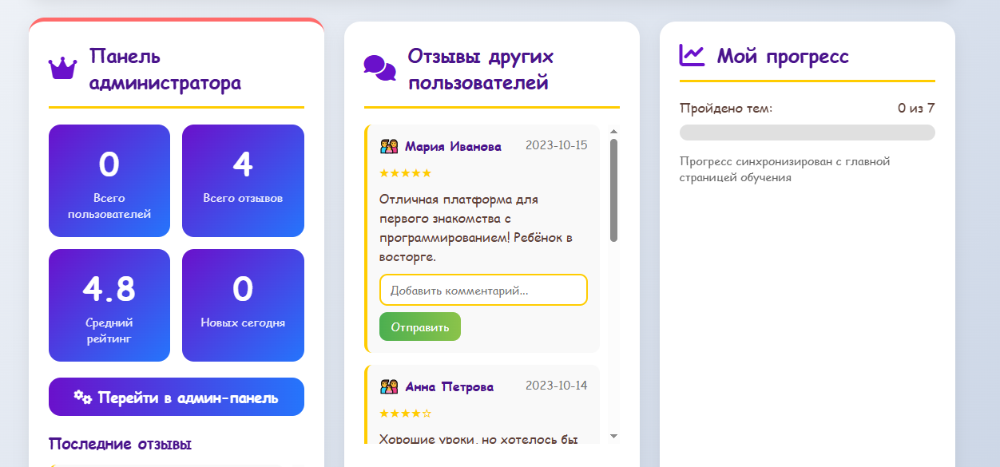 Панель
администратора
0
Всего
пользователей
4
Всего отзывов
4.8
Средний
рейтинг
0
Новых сегодня
Перейти в админ-панель
Последние отзывы
Отзывы других
пользователей
Мария Иванова
2023-10-15
★★★★★
Отличная платформа для
первого знакомства с
программированием! Ребёнок в
восторге.
Добавить комментарий...
Отправить
Анна Петрова
2023-10-14
★★★★☆
Хорошие уроки, но хотелось бы
Мой прогресс
Пройдено тем:
0 из 7
Прогресс синхронизирован с главной
страницей обучения